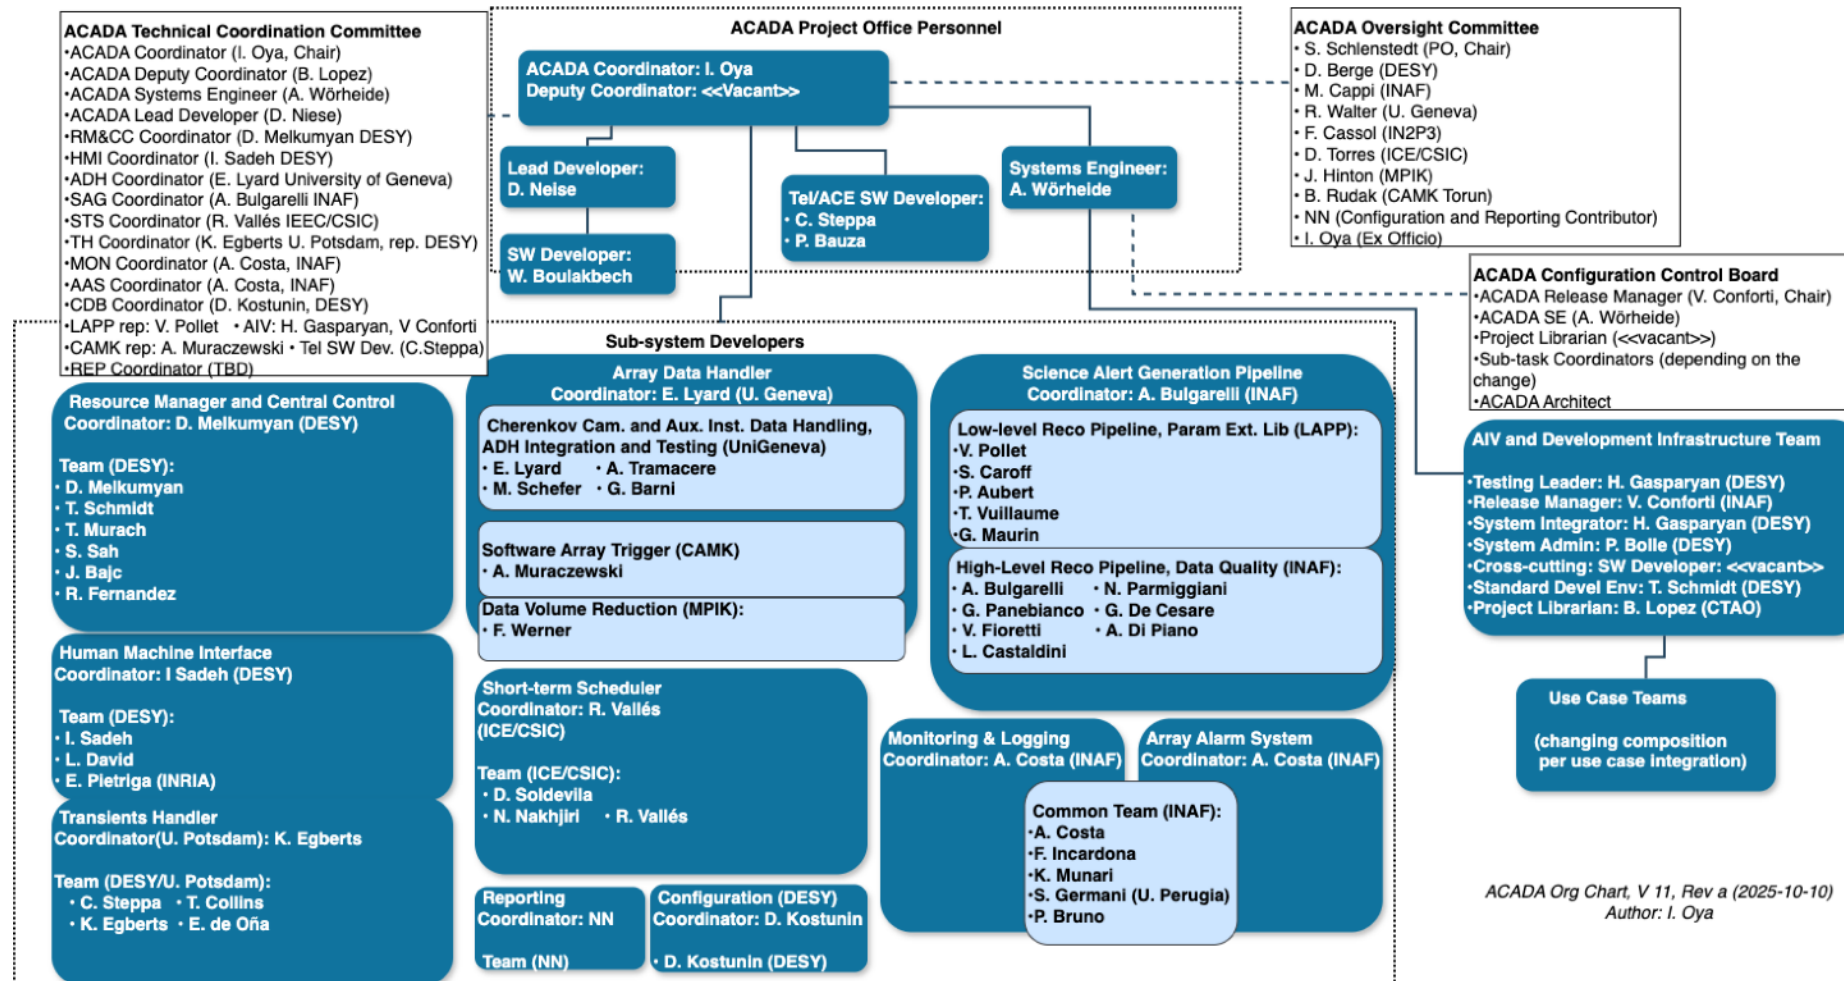 ACADA Technical Coordination Committee
•ACADA Coordinator (I. Oya, Chair)
•ACADA Deputy Coordinator (B. Lopez)
•ACADA Systems Engineer (A. Wörheide)
•ACADA Lead Developer (D. Niese)
•RM&CC Coordinator (D. Melkumyan DESY)
•HMI Coordinator (I. Sadeh DESY)
•ADH Coordinator (E. Lyard University of Geneva)
•SAG Coordinator (A. Bulgarelli INAF)
•STS Coordinator (R. Vallés IEEC/CSIC)
•TH Coordinator (K. Egberts U. Potsdam, rep. DESY)
•MON Coordinator (A. Costa, INAF)
•AAS Coordinator (A. Costa, INAF)
•CDB Coordinator (D. Kostunin, DESY)
•LAPP rep: V. Pollet • AIV: H. Gasparyan, V Conforti
•CAMK rep: A. Muraczewski • Tel SW Dev. (C.Steppa)
•REP Coordinator (TBD)
ACADA Project Office Personnel
ACADA Coordinator: I. Oya
Deputy Coordinator: <<Vacant>>
Lead Developer:
D. Neise
SW Developer:
W. Boulakbech
Tel/ACE SW Developer:
• C. Steppa
• P. Bauza
Systems Engineer:
A. Wörheide
ACADA Oversight Committee
• S. Schlenstedt (PO, Chair)
• D. Berge (DESY)
• M. Cappi (INAF)
• R. Walter (U. Geneva)
• F. Cassol (IN2P3)
• D. Torres (ICE/CSIC)
• J. Hinton (MPIK)
• B. Rudak (CAMK Torun)
• NN (Configuration and Reporting Contributor)
• I. Oya (Ex Officio)
ACADA Configuration Control Board
•ACADA Release Manager (V. Conforti, Chair)
•ACADA SE (A. Wörheide)
•Project Librarian (<<vacant>>)
•Sub-task Coordinators (depending on the
change)
•ACADA Architect
Sub-system Developers
Resource Manager and Central Control
Coordinator: D. Melkumyan (DESY)
Team (DESY):
• D. Melkumyan
• T. Schmidt
• T. Murach
• S. Sah
• J. Bajc
• R. Fernandez
Human Machine Interface
Coordinator: I Sadeh (DESY)
Team (DESY):
• I. Sadeh
• L. David
• E. Pietriga (INRIA)
Transients Handler
Coordinator(U. Potsdam): K. Egberts
Team (DESY/U. Potsdam):
• C. Steppa • T. Collins
• K. Egberts • E. de Oña
Array Data Handler
Coordinator: E. Lyard (U. Geneva)
Cherenkov Cam. and Aux. Inst. Data Handling,
ADH Integration and Testing (UniGeneva)
• E. Lyard • A. Tramacere
• M. Schefer • G. Barni
Software Array Trigger (CAMK)
• A. Muraczewski
Data Volume Reduction (MPIK):
• F. Werner
Short-term Scheduler
Coordinator: R. Vallés
(ICE/CSIC)
Team (ICE/CSIC):
• D. Soldevila
• N. Nakhjiri • R. Vallés
Reporting
Coordinator: NN
Team (NN)
Configuration (DESY)
Coordinator: D. Kostunin
• D. Kostunin (DESY)
Science Alert Generation Pipeline
Coordinator: A. Bulgarelli (INAF)
Low-level Reco Pipeline, Param Ext. Lib (LAPP):
•V. Pollet
•S. Caroff
•P. Aubert
•T. Vuillaume
•G. Maurin
High-Level Reco Pipeline, Data Quality (INAF):
• A. Bulgarelli • N. Parmiggiani
• G. Panebianco • G. De Cesare
• V. Fioretti • A. Di Piano
• L. Castaldini
Monitoring & Logging
Coordinator: A. Costa (INAF)
Array Alarm System
Coordinator: A. Costa (INAF)
Common Team (INAF):
•A. Costa
•F. Incardona
•K. Munari
•S. Germani (U. Perugia)
•P. Bruno
AIV and Development Infrastructure Team
•Testing Leader: H. Gasparyan (DESY)
•Release Manager: V. Conforti (INAF)
•System Integrator: H. Gasparyan (DESY)
•System Admin: P. Bolle (DESY)
•Cross-cutting: SW Developer: <<vacant>>
•Standard Devel Env: T. Schmidt (DESY)
•Project Librarian: B. Lopez (CTAO)
Use Case Teams
(changing composition
per use case integration)
ACADA Org Chart, V 11, Rev a (2025-10-10)
Author: I. Oya